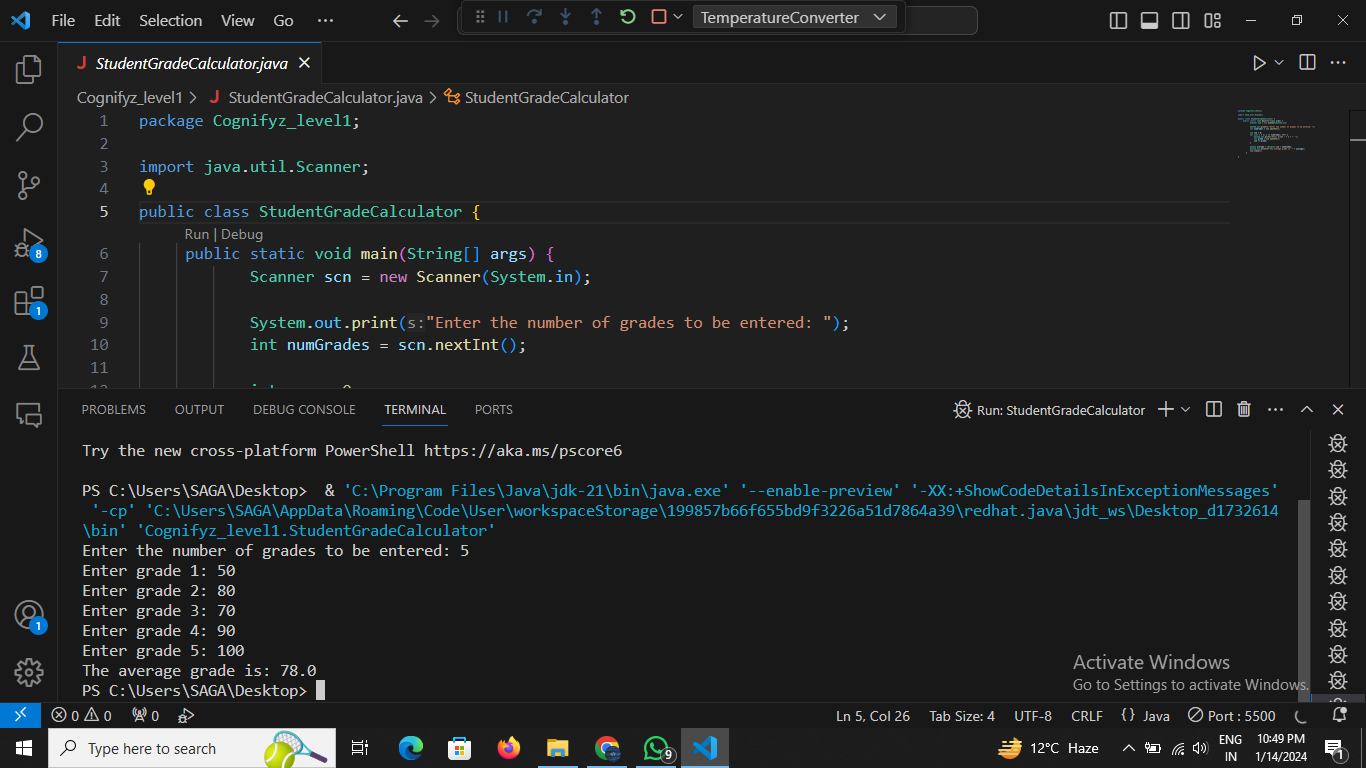 File Edit Selection View Go ··· TemperatureConverter
J StudentGradeCalculator.java
Cognifyz_level1 > J StudentGradeCalculator.java > StudentGradeCalculator
1 package Cognifyz_level1;
2
3 import java.util.Scanner;
4
5 public class StudentGradeCalculator {
Run | Debug
6 public static void main(String[] args) {
7 Scanner scn = new Scanner(System.in);
8
9 System.out.print(s:"Enter the number of grades to be entered: ");
10 int numGrades = scn.nextInt();
11
8
1
PROBLEMS OUTPUT DEBUG CONSOLE TERMINAL PORTS Run: StudentGradeCalculator
Try the new cross-platform PowerShell https://aka.ms/pscore6
PS C:\Users\SAGA\Desktop> & 'C:\Program Files\Java\jdk-21\bin\java.exe' '--enable-preview' '-XX:+ShowCodeDetailsInExceptionMessages'
'-cp' 'C:\Users\SAGA\AppData\Roaming\Code\User\workspaceStorage\199857b66f655bd9f3226a51d7864a39\redhat.java\jdt_ws\Desktop_d1732614
\bin' 'Cognifyz_level1.StudentGradeCalculator'
Enter the number of grades to be entered: 5
Enter grade 1: 50
Enter grade 2: 80
Enter grade 3: 70
Enter grade 4: 90
Enter grade 5: 100
The average grade is: 78.0
PS C:\Users\SAGA\Desktop>
1
Activate Windows
Go to Settings to activate Windows.
0 0 0 Ln 5, Col 26 Tab Size: 4 UTF-8 CRLF {} Java Port : 5500
Type here to search 9 12°C Haze ENG IN 10:49 PM 1/14/2024 1